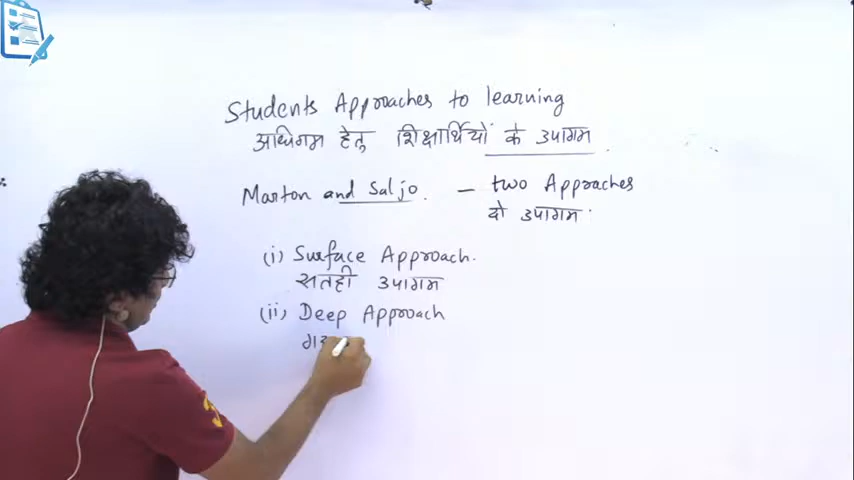 Students Approaches to learning
अधिगम हेतु शिक्षार्थियों के उपागम
Marton and Saljo. - two Approaches
दो उपागम
(i) Surface Approach.
सतही उपागम
(ii) Deep Approach